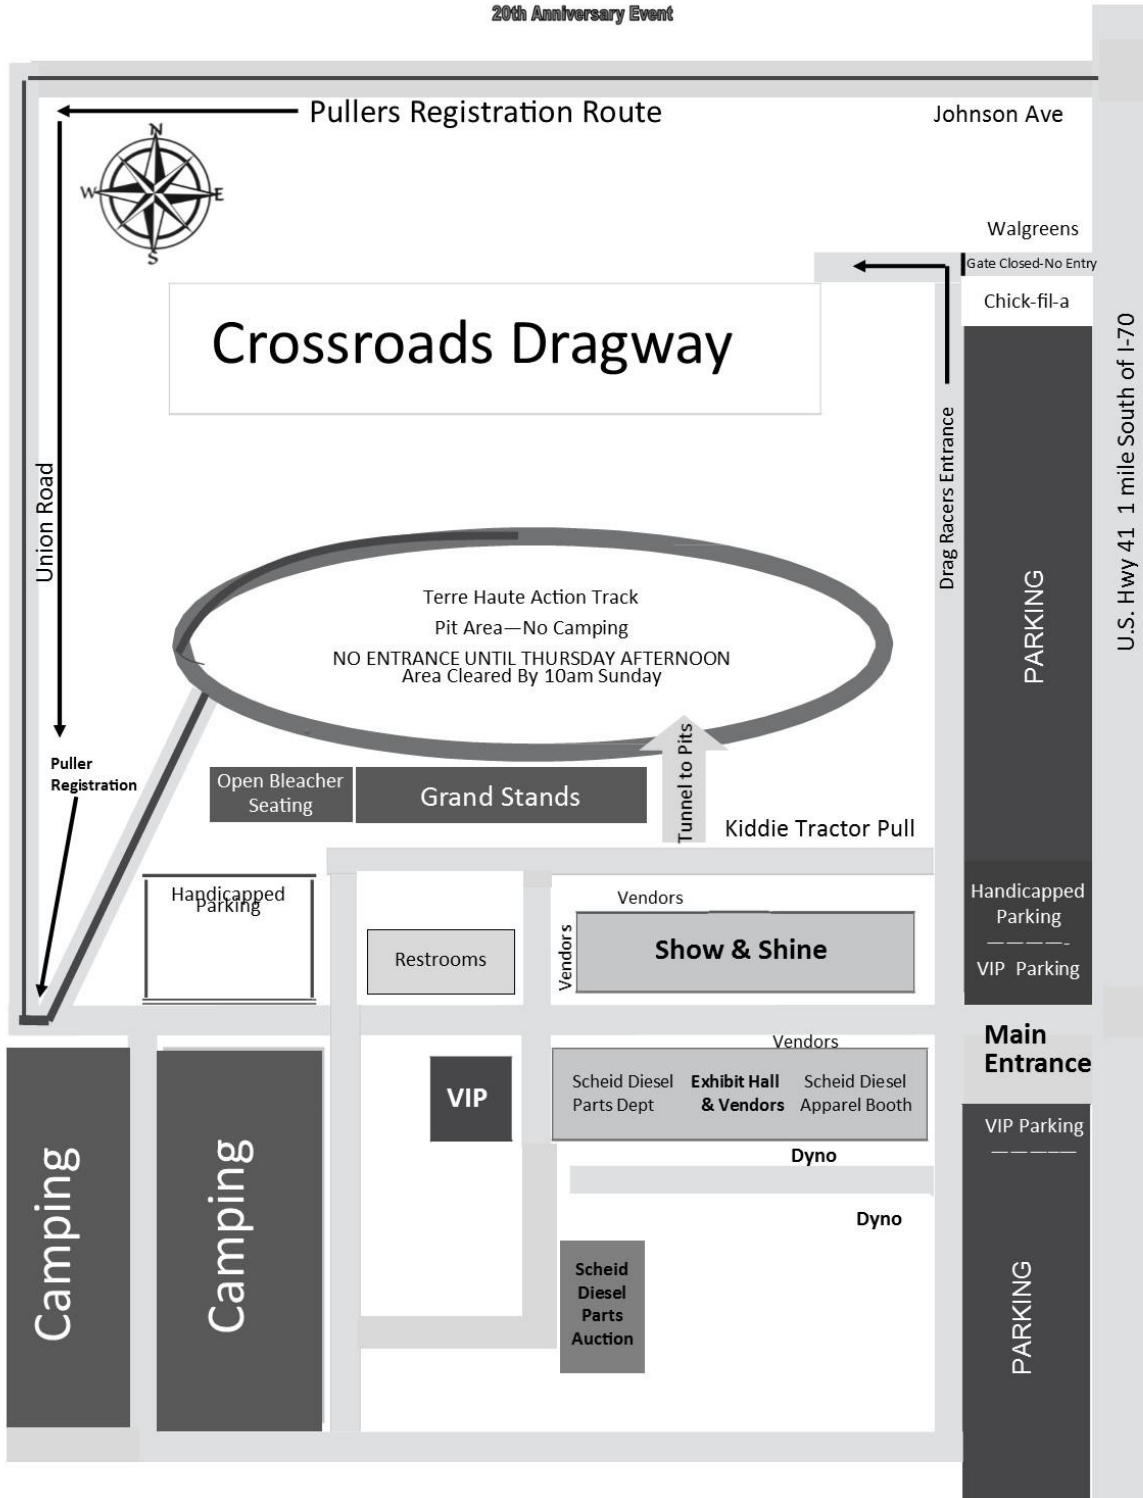 20th Anniversary Event
Pullers Registration Route
Johnson Ave
N
W
E
S
Walgreens
Gate Closed-No Entry
Chick-fil-a
Crossroads Dragway
U.S. Hwy 41 1 mile South of I-70
Drag Racers Entrance
Union Road
PARKING
Terre Haute Action Track
Pit Area—No Camping
NO ENTRANCE UNTIL THURSDAY AFTERNOON
Area Cleared By 10am Sunday
Tunnel to Pits
Puller
Registration
Open Bleacher
Seating
Grand Stands
Kiddie Tractor Pull
Handicapped
Parking
Vendors
Handicapped
Parking
————-
VIP Parking
Vendors
Show & Shine
Restrooms
Main
Entrance
Vendors
Scheid Diesel
Parts Dept
Exhibit Hall
& Vendors
Scheid Diesel
Apparel Booth
VIP
VIP Parking
—————
Dyno
Dyno
Camping
Camping
Scheid
Diesel
Parts
Auction
PARKING